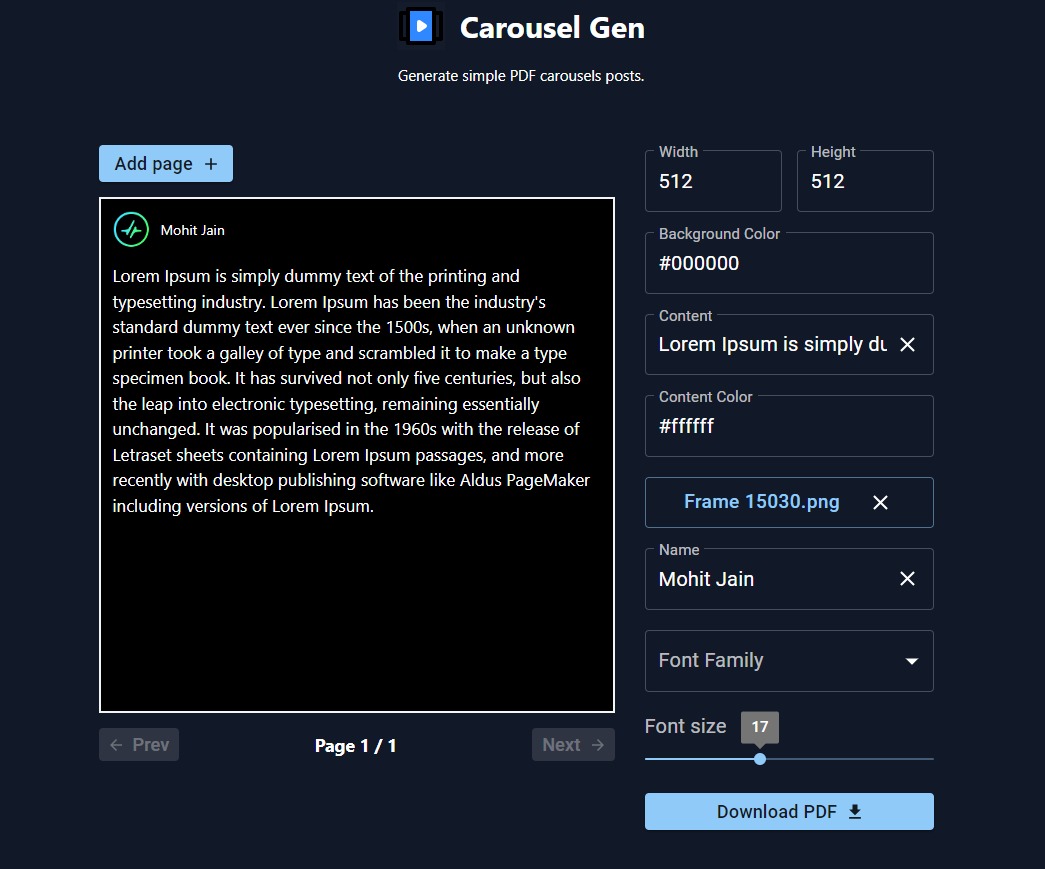 Carousel Gen
Generate simple PDF carousels posts.
Add page +
Mohit Jain
Lorem Ipsum is simply dummy text of the printing and
typesetting industry. Lorem Ipsum has been the industry's
standard dummy text ever since the 1500s, when an unknown
printer took a galley of type and scrambled it to make a type
specimen book. It has survived not only five centuries, but also
the leap into electronic typesetting, remaining essentially
unchanged. It was popularised in the 1960s with the release of
Letraset sheets containing Lorem Ipsum passages, and more
recently with desktop publishing software like Aldus PageMaker
including versions of Lorem Ipsum.
← Prev
Page 1 / 1
Next →
Width
512
Height
512
Background Color
#000000
Content
Lorem Ipsum is simply
Content Color
#ffffff
Frame 15030.png
Name
Mohit Jain
Font Family
Font size
17
Download PDF